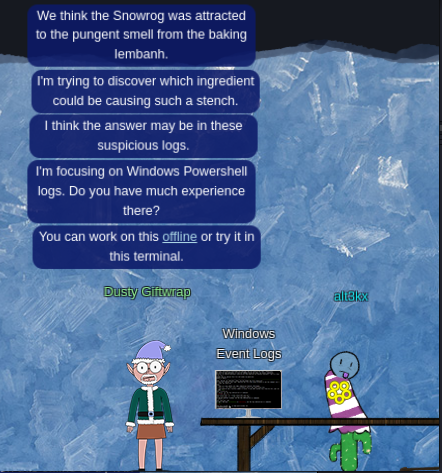 We think the Snowrog was attracted
to the pungent smell from the baking
lembanh.
I'm trying to discover which ingredient
could be causing such a stench.
I think the answer may be in these
suspicious logs.
I'm focusing on Windows Powershell
logs. Do you have much experience
there?
You can work on this offline or try it in
this terminal.
Dusty Giftwrap
alt3kx
Windows
Event Logs